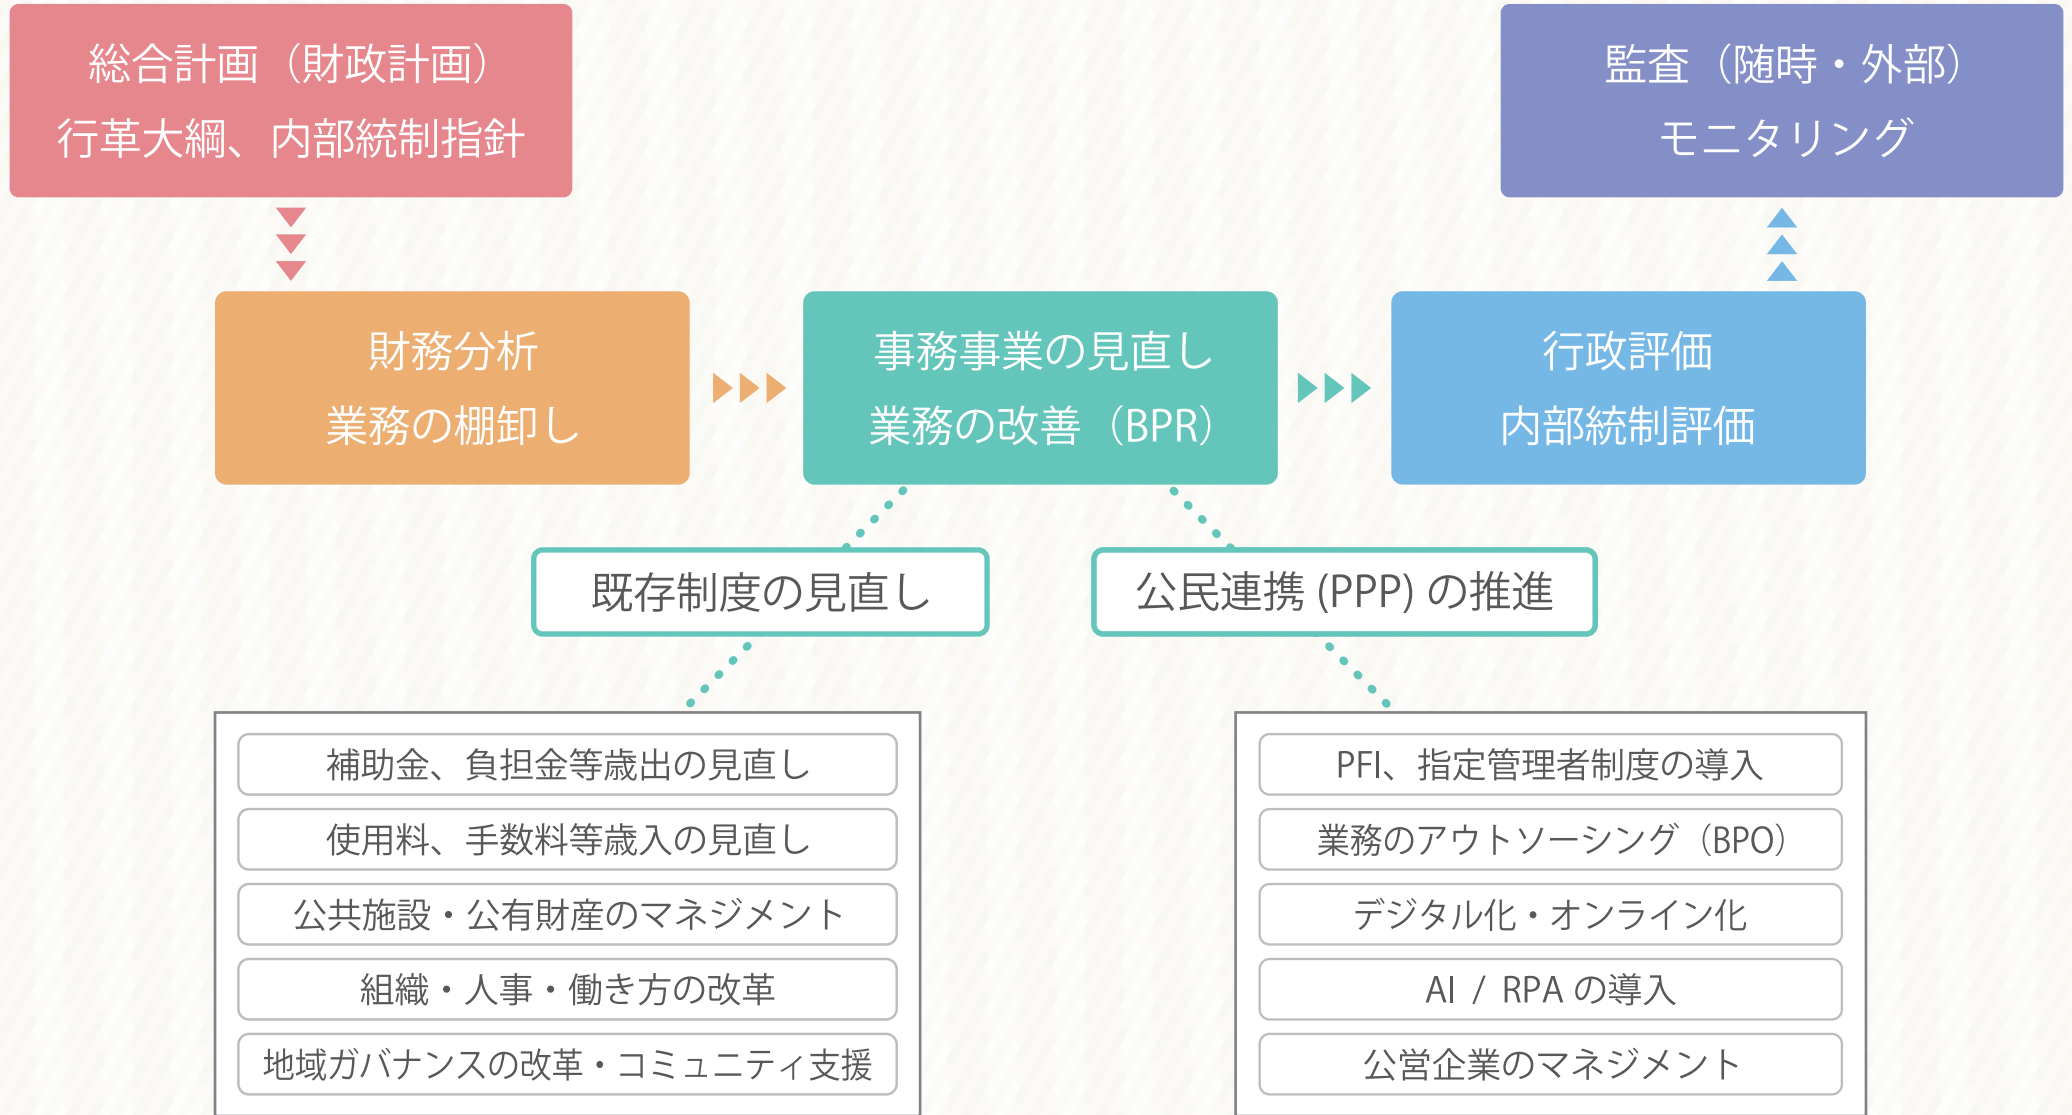 総合計画（財政計画）
行革大綱、内部統制指針
監査（随時・外部）
モニタリング
財務分析
業務の棚卸し
事務事業の見直し
業務の改善（BPR）
行政評価
内部統制評価
既存制度の見直し
公民連携 (PPP) の推進
補助金、負担金等歳出の見直し
使用料、手数料等歳入の見直し
公共施設・公有財産のマネジメント
組織・人事・働き方の改革
地域ガバナンスの改革・コミュニティ支援
PFI、指定管理者制度の導入
業務のアウトソーシング（BPO）
デジタル化・オンライン化
AI / RPA の導入
公営企業のマネジメント